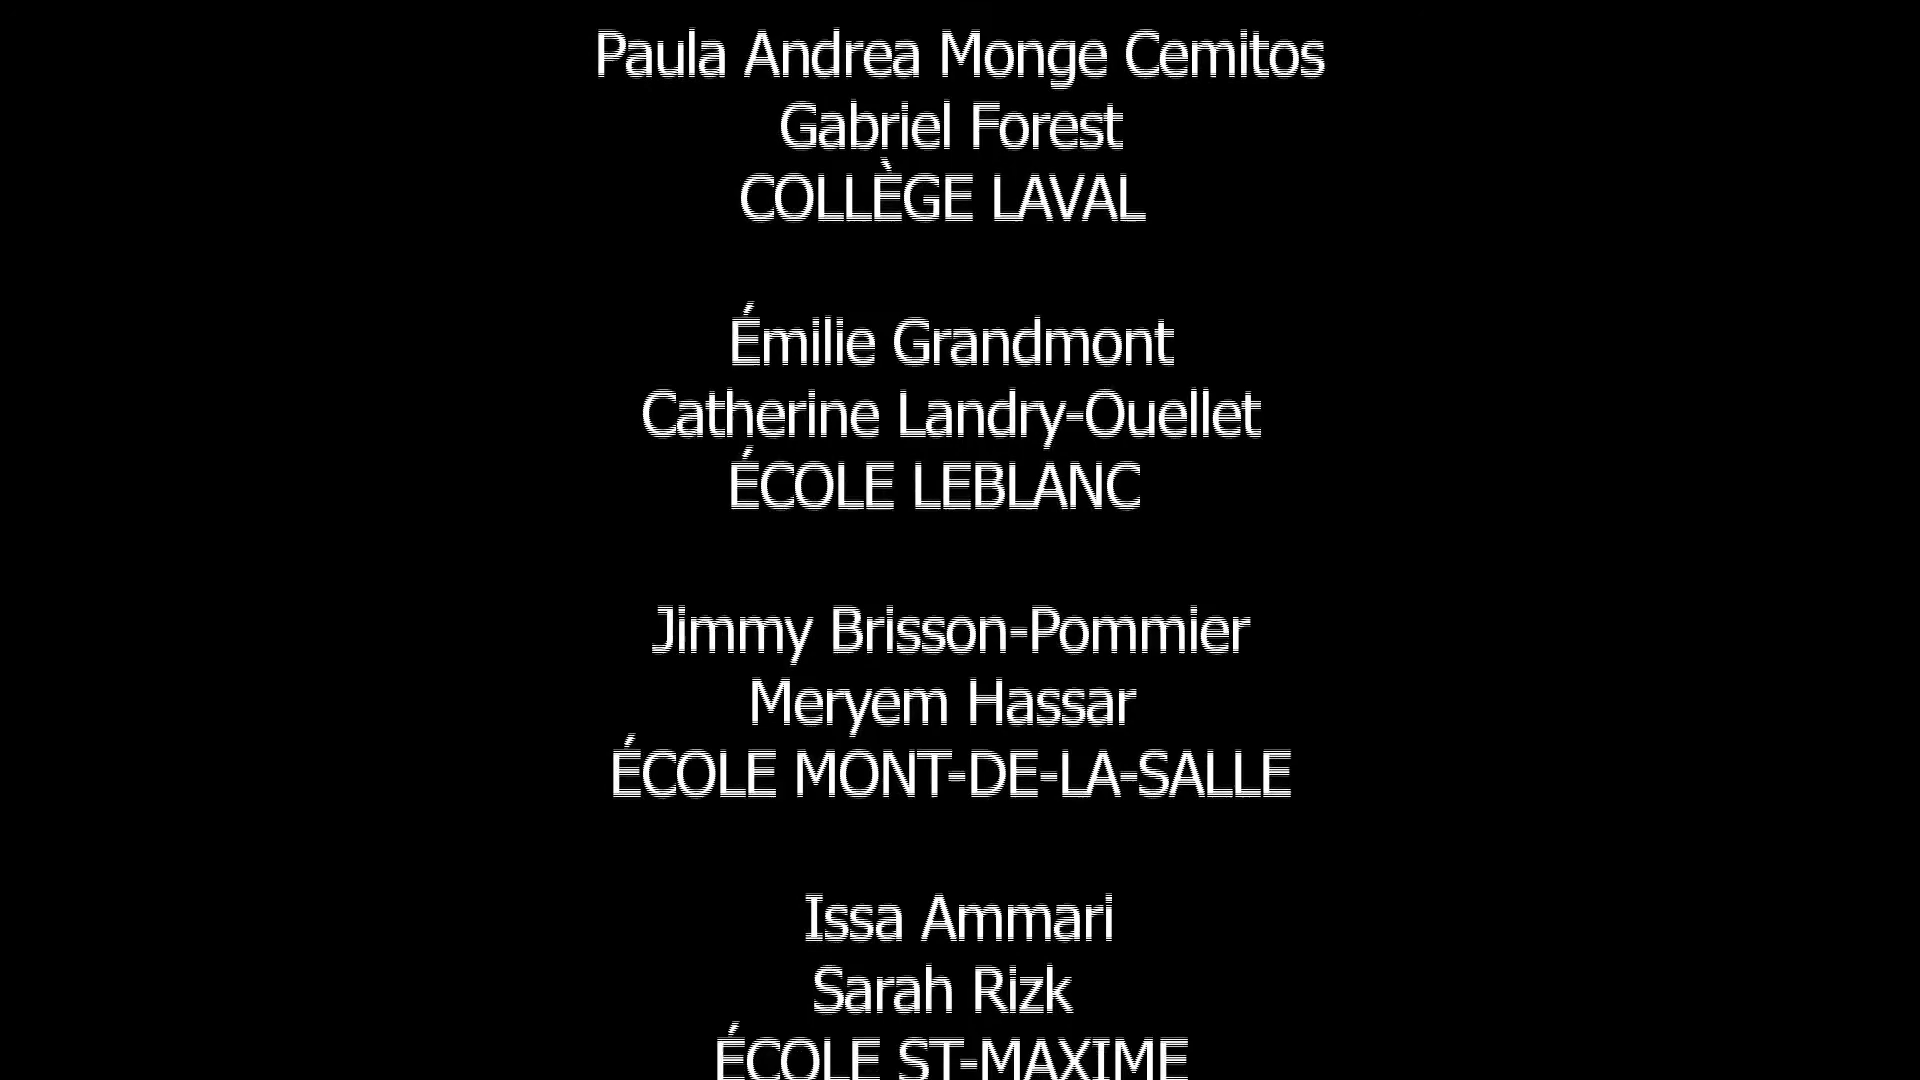 Paula Andrea Monge Cemitos
Gabriel Forest
COLLÈGE LAVAL
Émilie Grandmont
Catherine Landry-Ouellet
ÉCOLE LEBLANC
Jimmy Brisson-Pommier
Meryem Hassar
ÉCOLE MONT-DE-LA-SALLE
Issa Ammari
Sarah Rizk
ÉCOLE ST-MAXIME